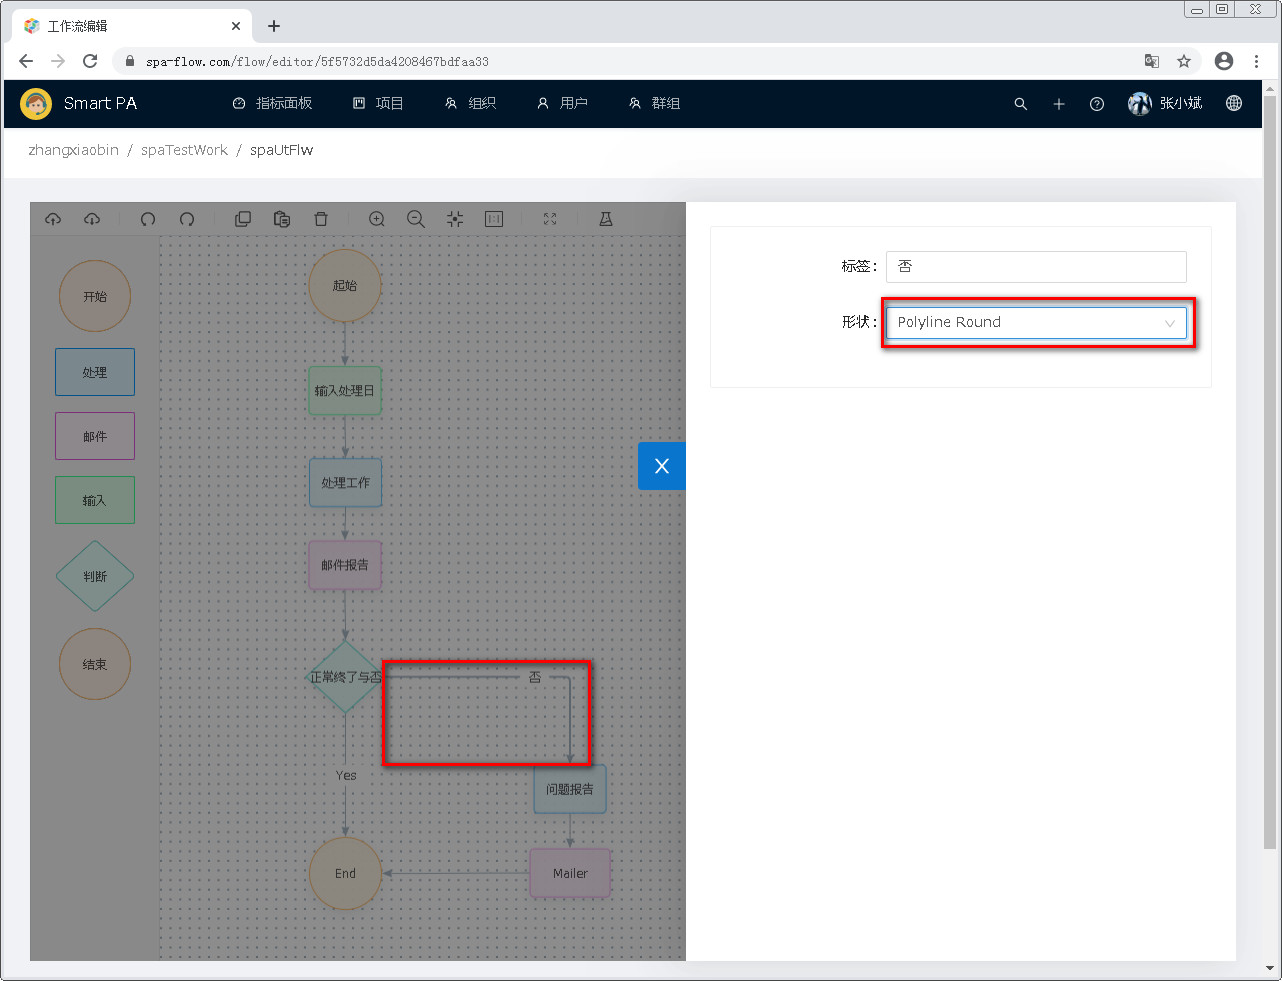 工作流编辑
spa-flow.com/flow/editor/5f5732d5da4208467bdfaa33
Smart PA 指标面板 项目 组织 用户 群组 张小斌
zhangxiaobin / spaTestWork / spaUtFlw
1:1
标签: 否
形状: Polyline Round
开始
处理
邮件
输入
判断
结束
起始
输入处理日
处理工作
邮件报告
正常终了与否
否
Yes
问题报告
End
Mailer